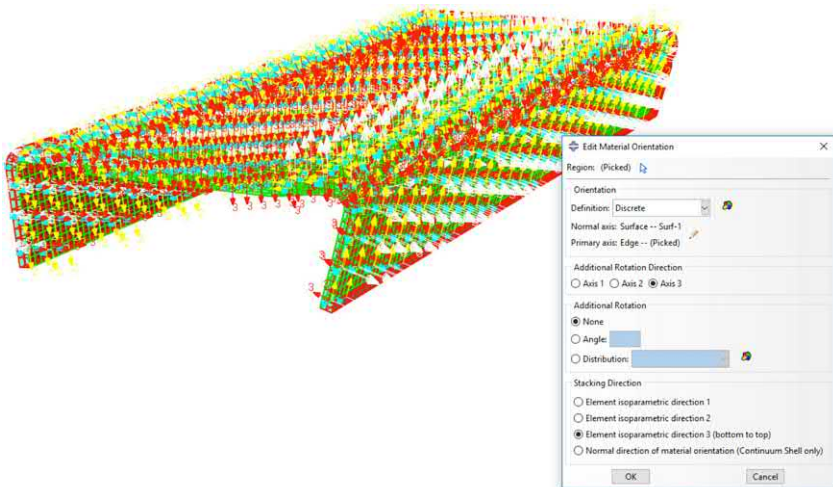 Edit Material Orientation
Region: (Picked)
Orientation
Definition: Discrete
Normal axis: Surface -- Surf-1
Primary axis: Edge -- (Picked)
Additional Rotation Direction
Axis 1 Axis 2 Axis 3
Additional Rotation
None
Angle:
Distribution:
Stacking Direction
Element isoparametric direction 1
Element isoparametric direction 2
Element isoparametric direction 3 (bottom to top)
Normal direction of material orientation (Continuum Shell only)
OK Cancel